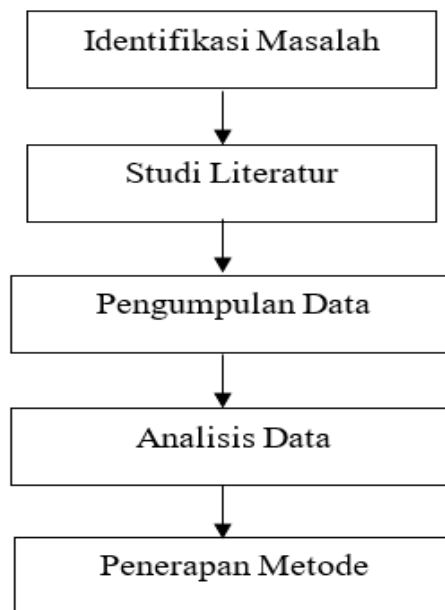 Identifikasi Masalah
Studi Literatur
Pengumpulan Data
Analisis Data
Penerapan Metode